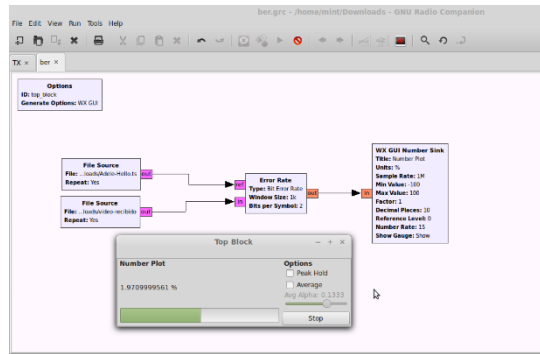 ber.grc - /home/mint/Downloads - GNU Radio Companion
File Edit View Run Tools Help
TX × ber ×
Options
ID: top_block
Generate Options: WX GUI
File Source
File: ...loads/Adele-Hello.ts
Repeat: Yes
out
File Source
File: ...loads/video-recibido
Repeat: Yes
out
ref
in
Error Rate
Type: Bit Error Rate
Window Size: 1k
Bits per Symbol: 2
out
in
WX GUI Number Sink
Title: Number Plot
Units: %
Sample Rate: 1M
Min Value: -100
Max Value: 100
Factor: 1
Decimal Places: 10
Reference Level: 0
Number Rate: 15
Show Gauge: Show
Top Block - + ×
Number Plot
1.9709999561 %
Options
Peak Hold
Average
Avg Alpha: 0.1333
Stop